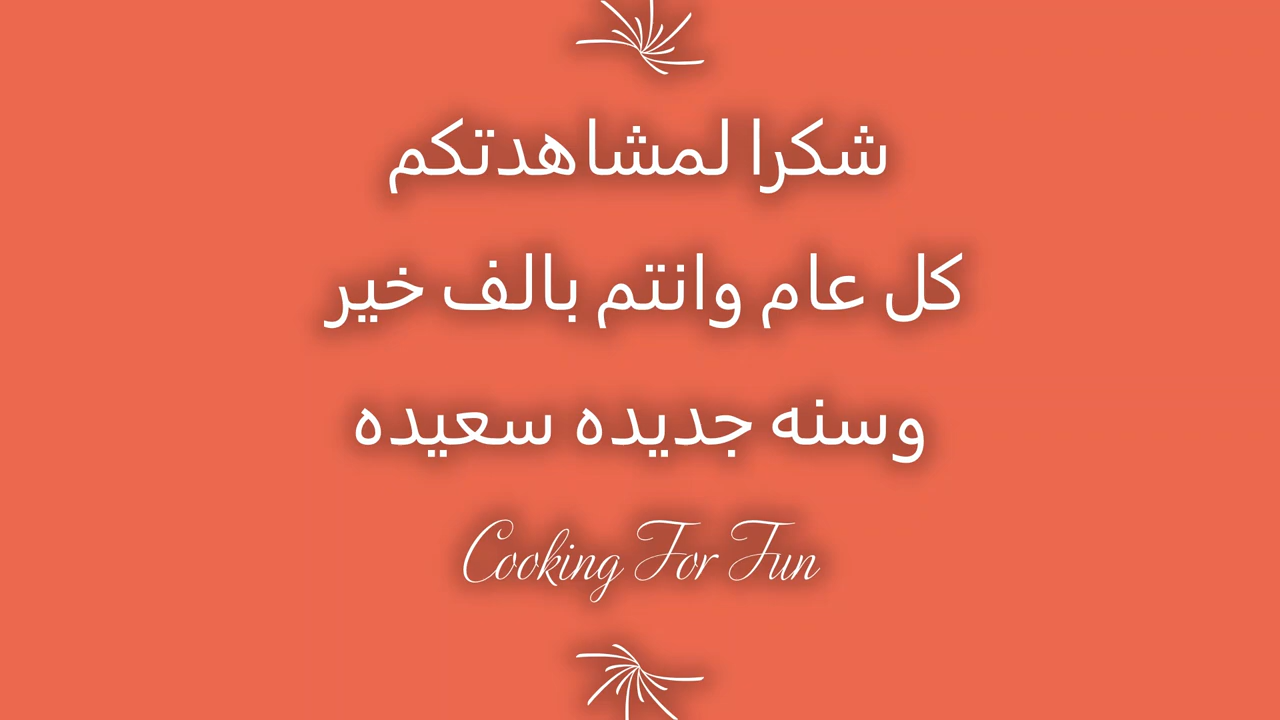 شكرا لمشاهدتكم
كل عام وانتم بالف خير
وسنه جديده سعيده
Cooking For Fun